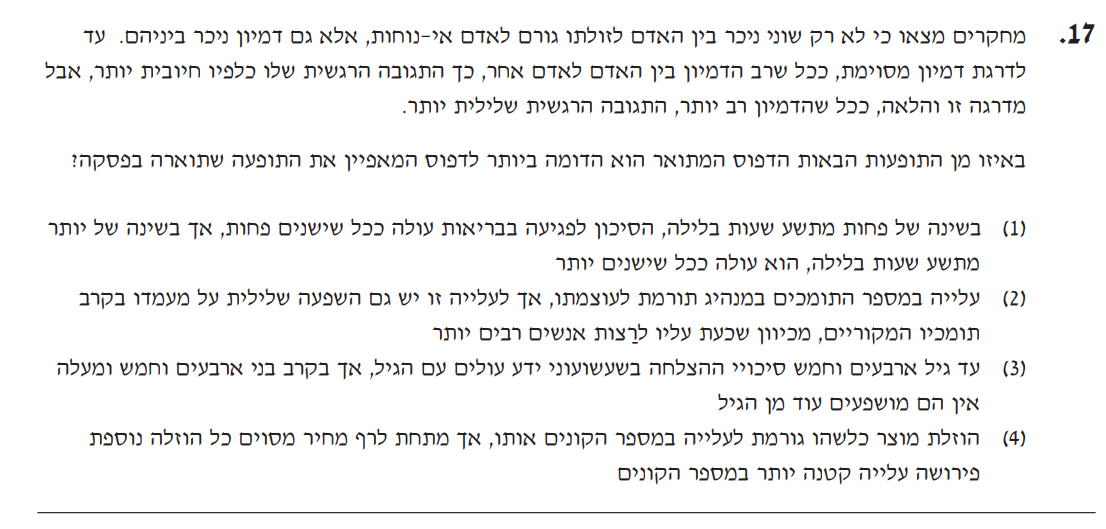 17. מחקרים מצאו כי לא רק שוני ניכר בין האדם לזולתו גורם לאדם אי-נוחות, אלא גם דמיון ניכר ביניהם. עד
לדרגת דמיון מסוימת, ככל שרב הדמיון בין האדם לאדם אחר, כך התגובה הרגשית שלו כלפיו חיובית יותר, אבל
מדרגה זו והלאה, ככל שהדמיון רב יותר, התגובה הרגשית שלילית יותר.
באיזו מן התופעות הבאות הדפוס המתואר הוא הדומה ביותר לדפוס המאפיין את התופעה שתוארה בפסקה?
(1) בשינה של פחות מתשע שעות בלילה, הסיכון לפגיעה בבריאות עולה ככל שישנים פחות, אך בשינה של יותר
מתשע שעות בלילה, הוא עולה ככל שישנים יותר
(2) עלייה במספר התומכים במנהיג תורמת לעוצמתו, אך לעלייה זו יש גם השפעה שלילית על מעמדו בקרב
תומכיו המקוריים, מכיוון שכעת עליו לרַצות אנשים רבים יותר
(3) עד גיל ארבעים וחמש סיכויי ההצלחה בשעשועוני ידע עולים עם הגיל, אך בקרב בני ארבעים וחמש ומעלה
אין הם מושפעים עוד מן הגיל
(4) הוזלת מוצר כלשהו גורמת לעלייה במספר הקונים אותו, אך מתחת לרף מחיר מסוים כל הוזלה נוספת
פירושה עלייה קטנה יותר במספר הקונים